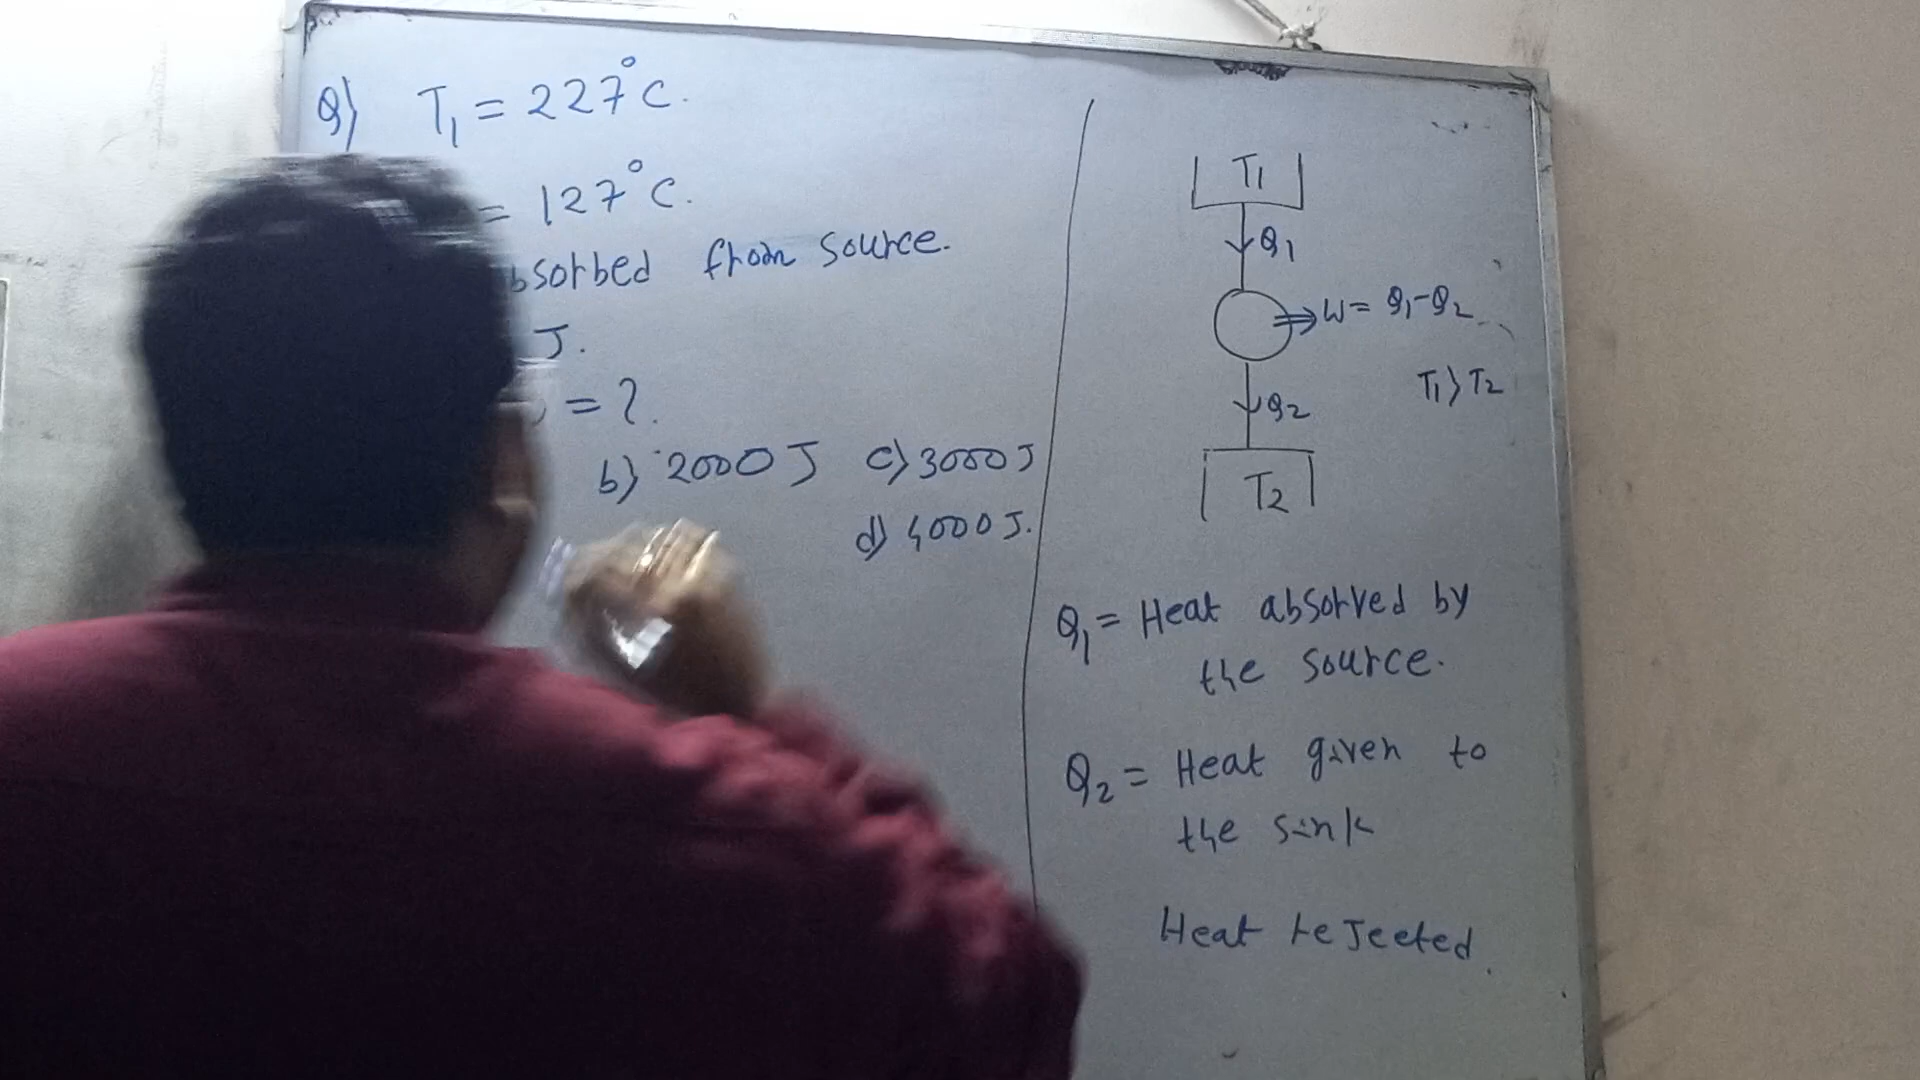 Q) T1 = 227°C.
= 127°C.
from source.
J.
= ?.
b) 2000 J c) 3000 J
d) 4000 J.
T1
Q1
W = Q1-Q2
T1 > T2
Q2
T2
Q1 = Heat absorved by
the source.
Q2 = Heat given to
the sink
Heat rejected.